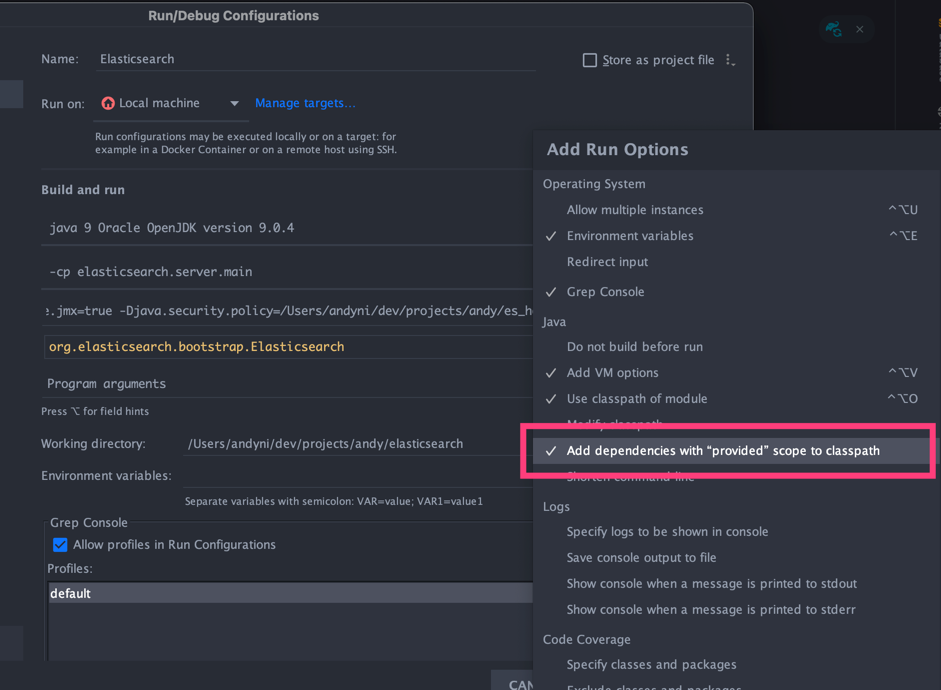 Run/Debug Configurations
Name: Elasticsearch
Store as project file
Run on: Local machine Manage targets...
Run configurations may be executed locally or on a target: for
example in a Docker Container or on a remote host using SSH.
Build and run
java 9 Oracle OpenJDK version 9.0.4
-cp elasticsearch.server.main
e.jmx=true -Djava.security.policy=/Users/andyni/dev/projects/andy/es_h
org.elasticsearch.bootstrap.Elasticsearch
Program arguments
Press ⌥ for field hints
Working directory: /Users/andyni/dev/projects/andy/elasticsearch
Environment variables:
Separate variables with semicolon: VAR=value; VAR1=value1
Grep Console
Allow profiles in Run Configurations
Profiles:
default
CAN
Add Run Options
Operating System
Allow multiple instances ⌃⌥U
Environment variables ⌃⌥E
Redirect input
Grep Console
Java
Do not build before run
Add VM options ⌃⌥V
Use classpath of module ⌃⌥O
Modify classpath
Add dependencies with “provided” scope to classpath
Shorten command line
Logs
Specify logs to be shown in console
Save console output to file
Show console when a message is printed to stdout
Show console when a message is printed to stderr
Code Coverage
Specify classes and packages
Exclude classes and packages